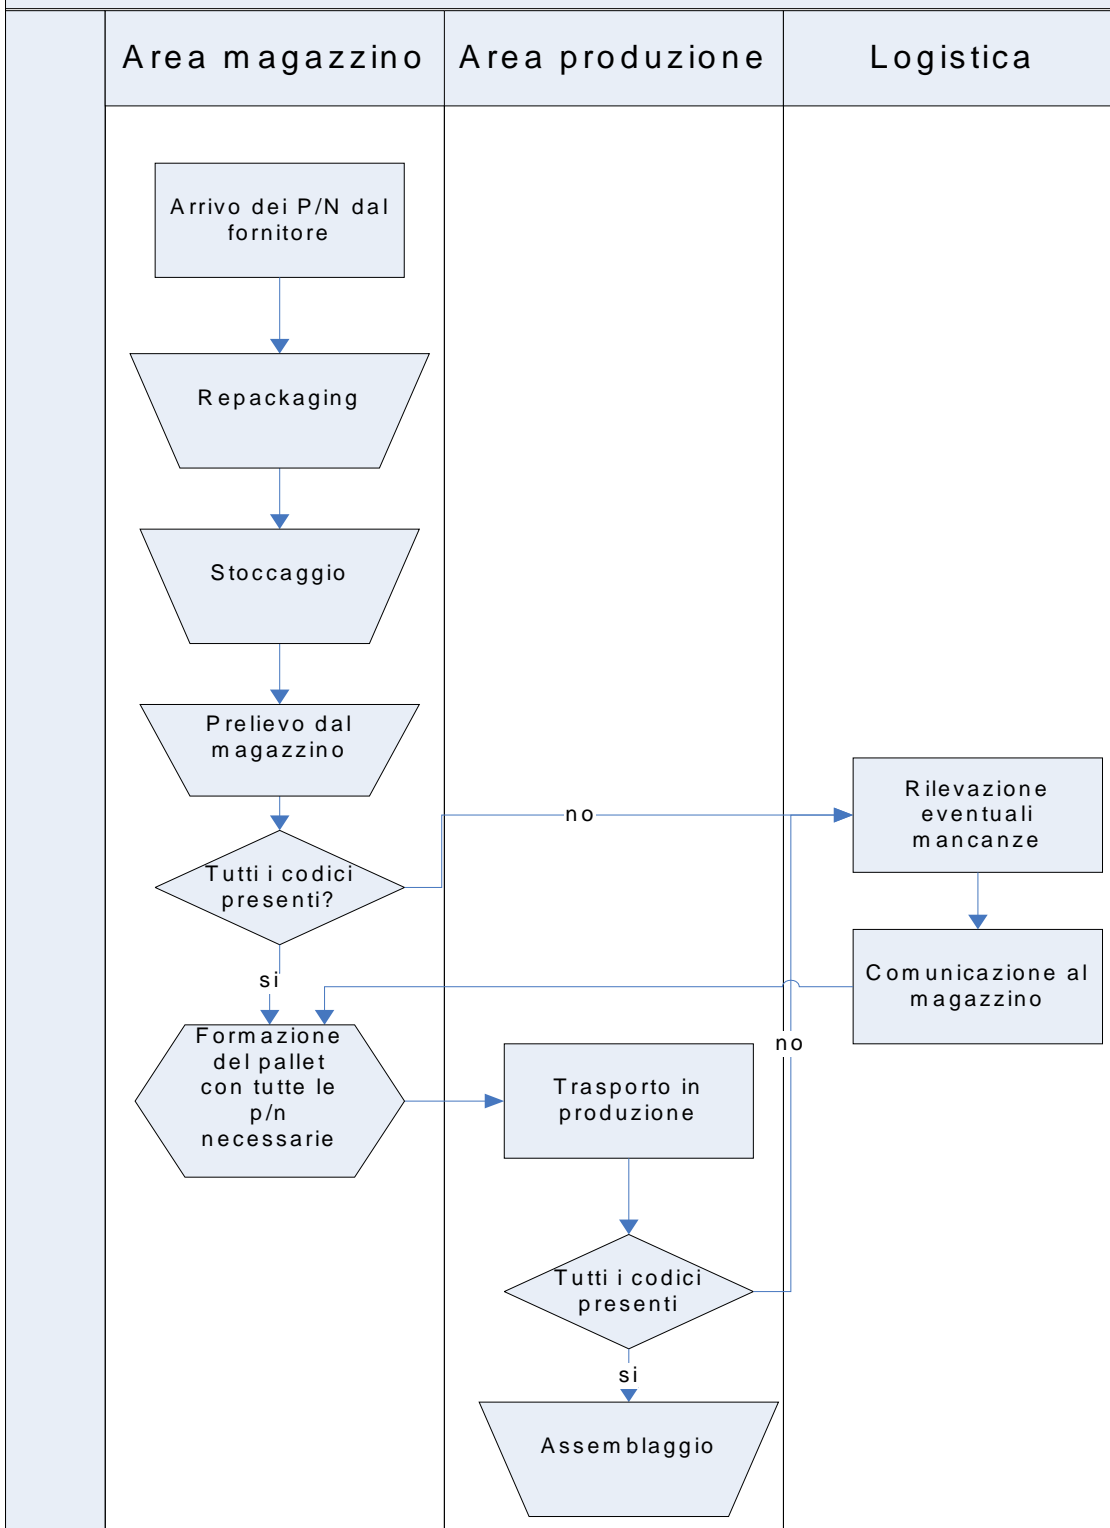 Area magazzino
Area produzione
Logistica
Arrivo dei P/N dal
fornitore
Repackaging
Stoccaggio
Prelievo dal
magazzino
Tutti i codici
presenti?
no
Rilevazione
eventuali
mancanze
Comunicazione al
magazzino
si
Formazione
del pallet
con tutte le
p/n
necessarie
Trasporto in
produzione
no
Tutti i codici
presenti
si
Assemblaggio